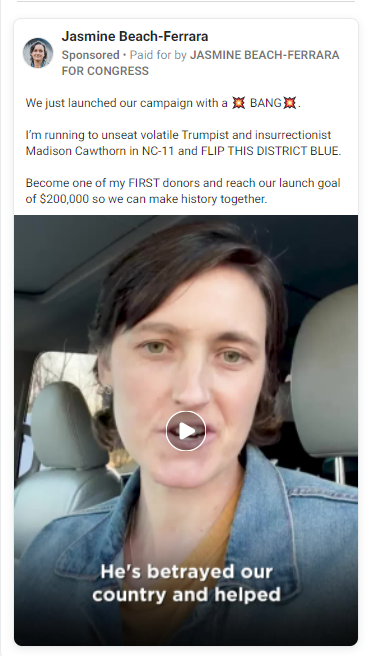 Jasmine Beach-Ferrara
Sponsored • Paid for by JASMINE BEACH-FERRARA
FOR CONGRESS
We just launched our campaign with a 💥 BANG💥.
I'm running to unseat volatile Trumpist and insurrectionist
Madison Cawthorn in NC-11 and FLIP THIS DISTRICT BLUE.
Become one of my FIRST donors and reach our launch goal
of $200,000 so we can make history together.
He's betrayed our
country and helped